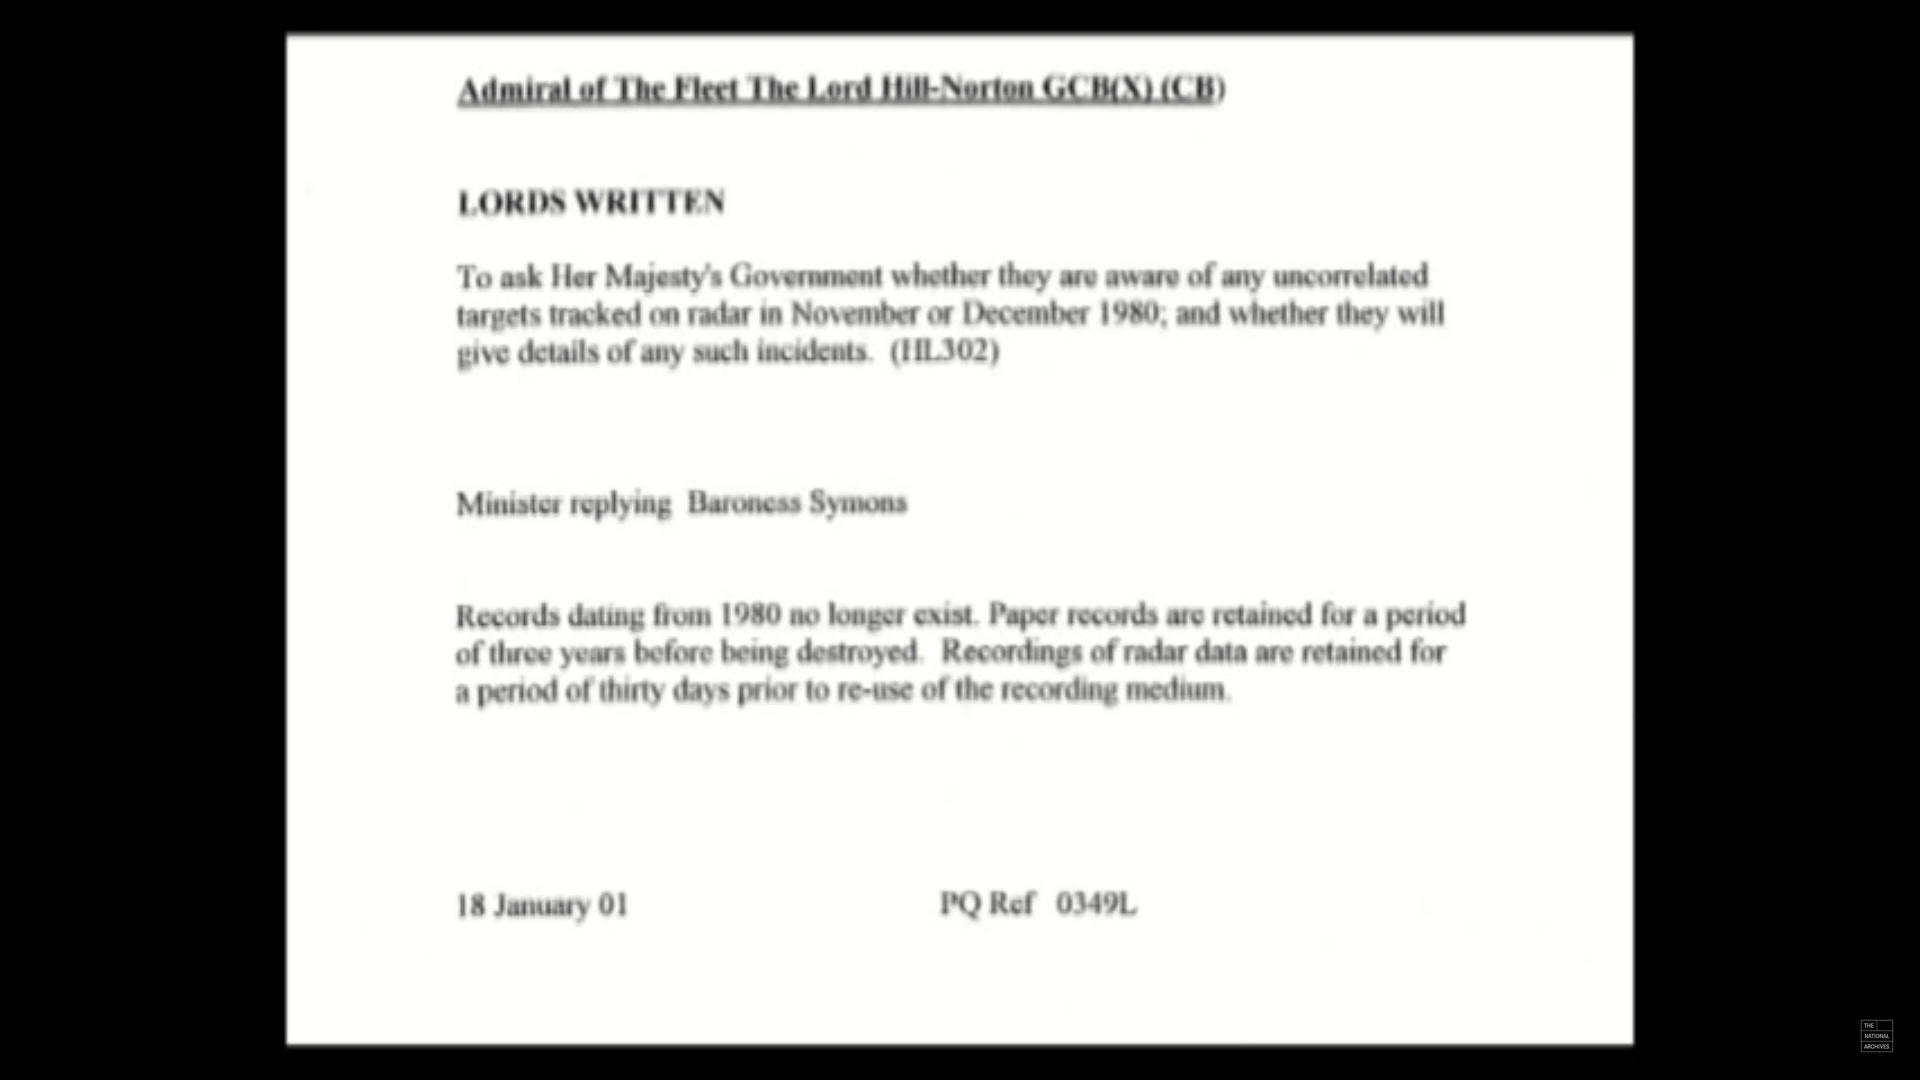 Admiral of The Fleet The Lord Hill-Norton GCB(X) (CB)
LORDS WRITTEN
To ask Her Majesty's Government whether they are aware of any uncorrelated
targets tracked on radar in November or December 1980; and whether they will
give details of any such incidents. (HL302)
Minister replying Baroness Symons
Records dating from 1980 no longer exist. Paper records are retained for a period
of three years before being destroyed. Recordings of radar data are retained for
a period of thirty days prior to re-use of the recording medium.
18 January 01 PQ Ref 0349L
THE
NATIONAL
ARCHIVES